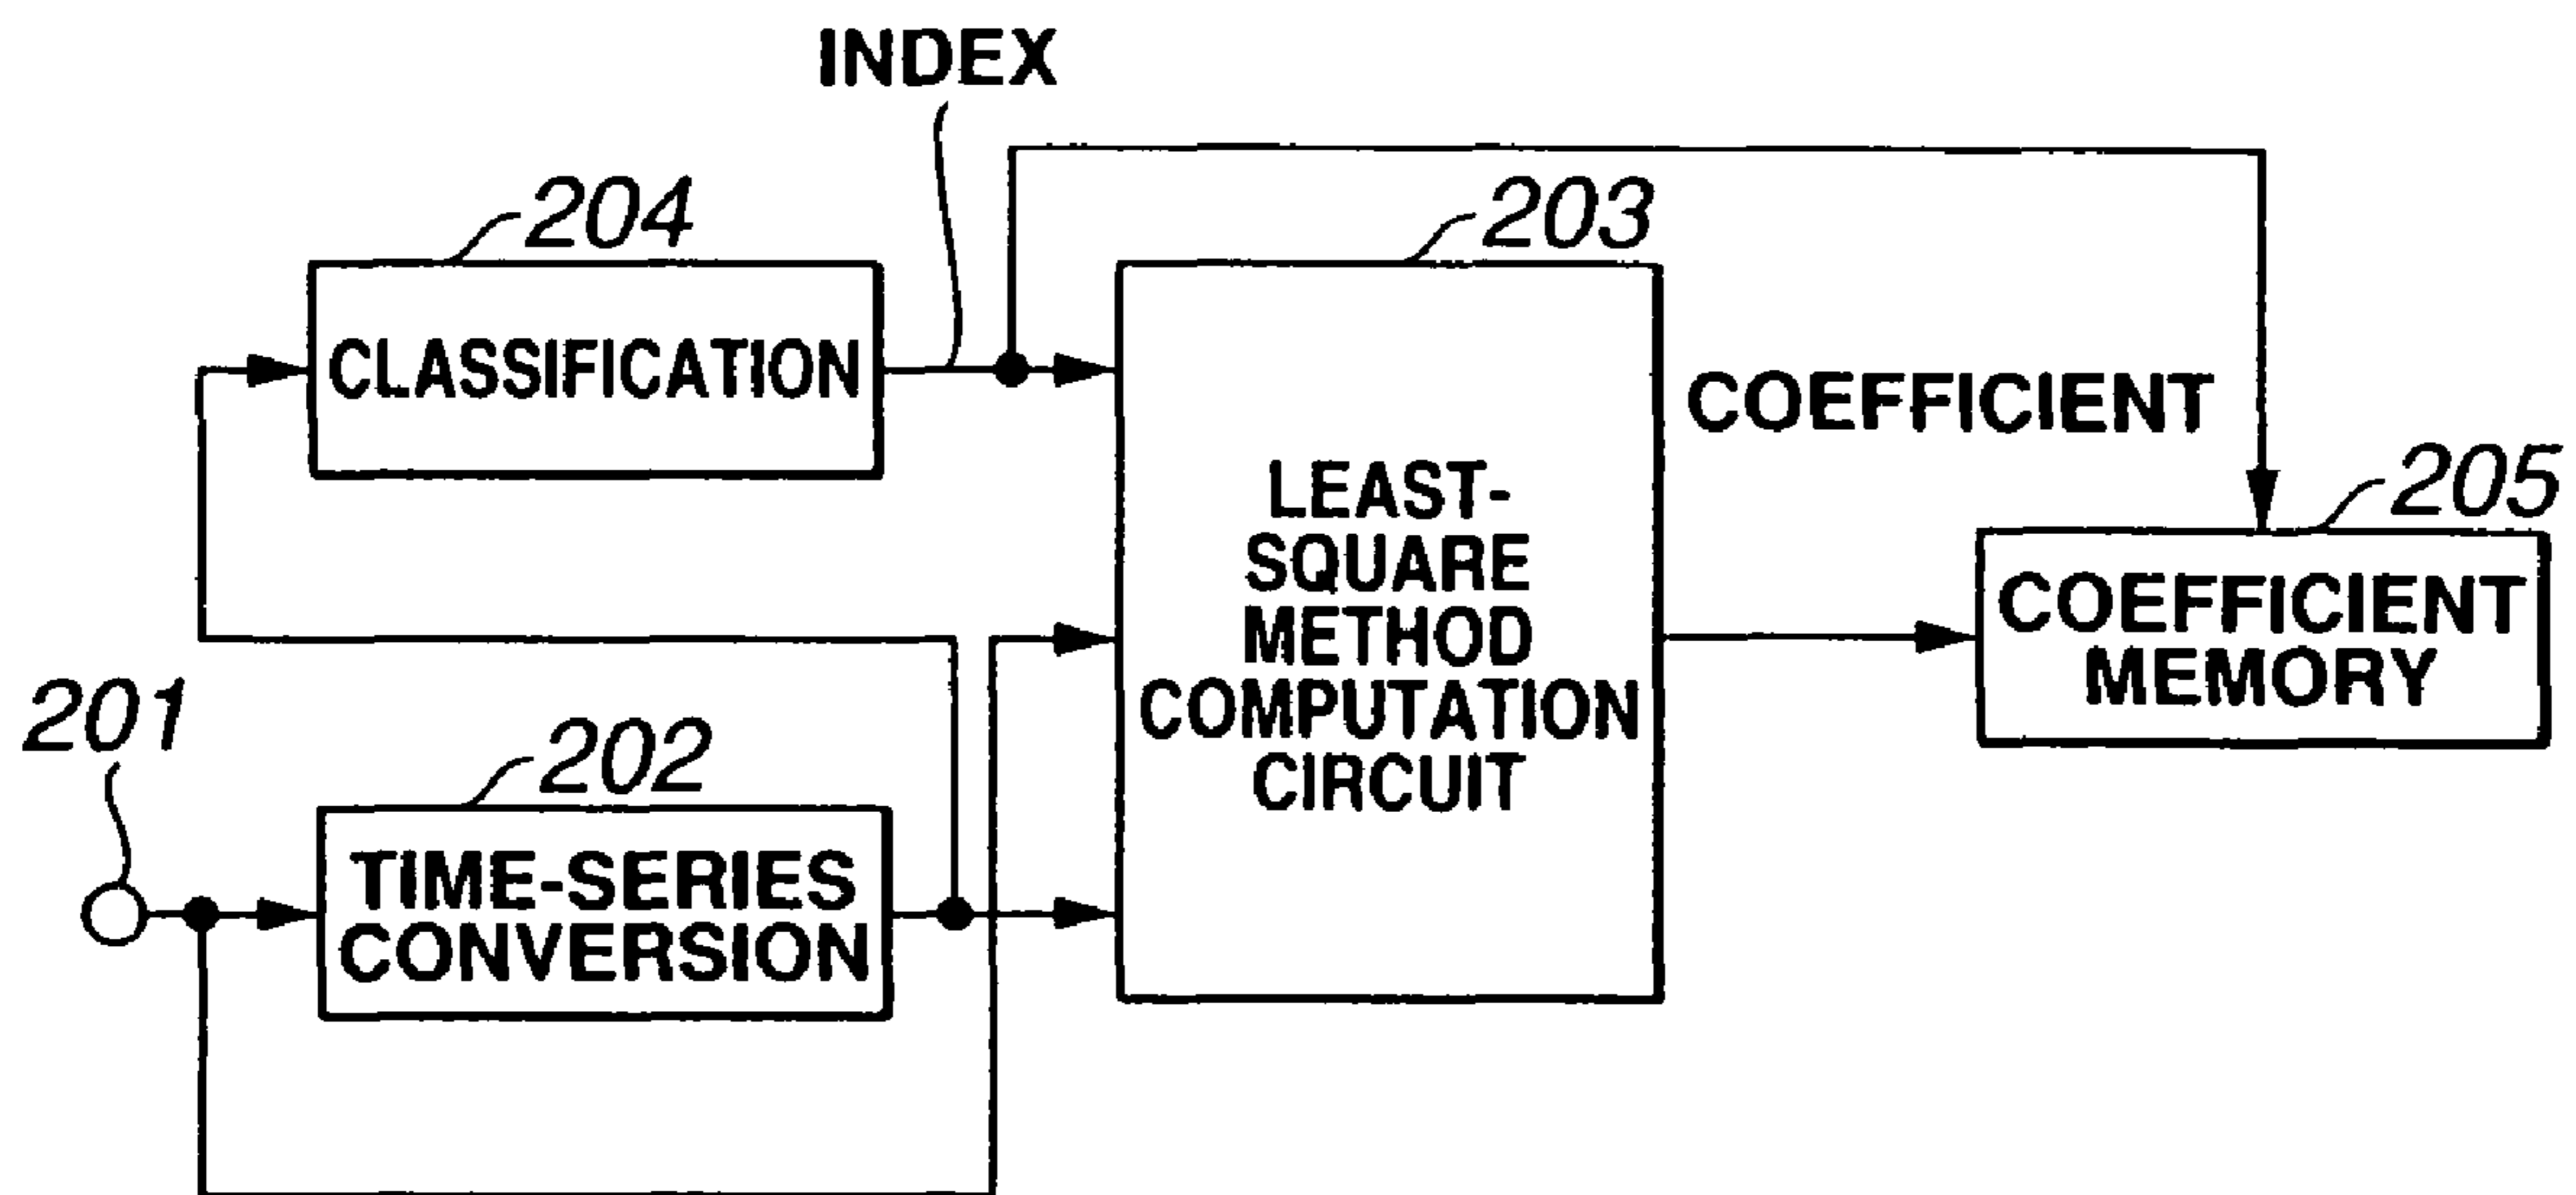 INDEX
204
203
CLASSIFICATION
COEFFICIENT
LEAST-
SQUARE
METHOD
COMPUTATION
CIRCUIT
205
COEFFICIENT
MEMORY
201
202
TIME-SERIES
CONVERSION